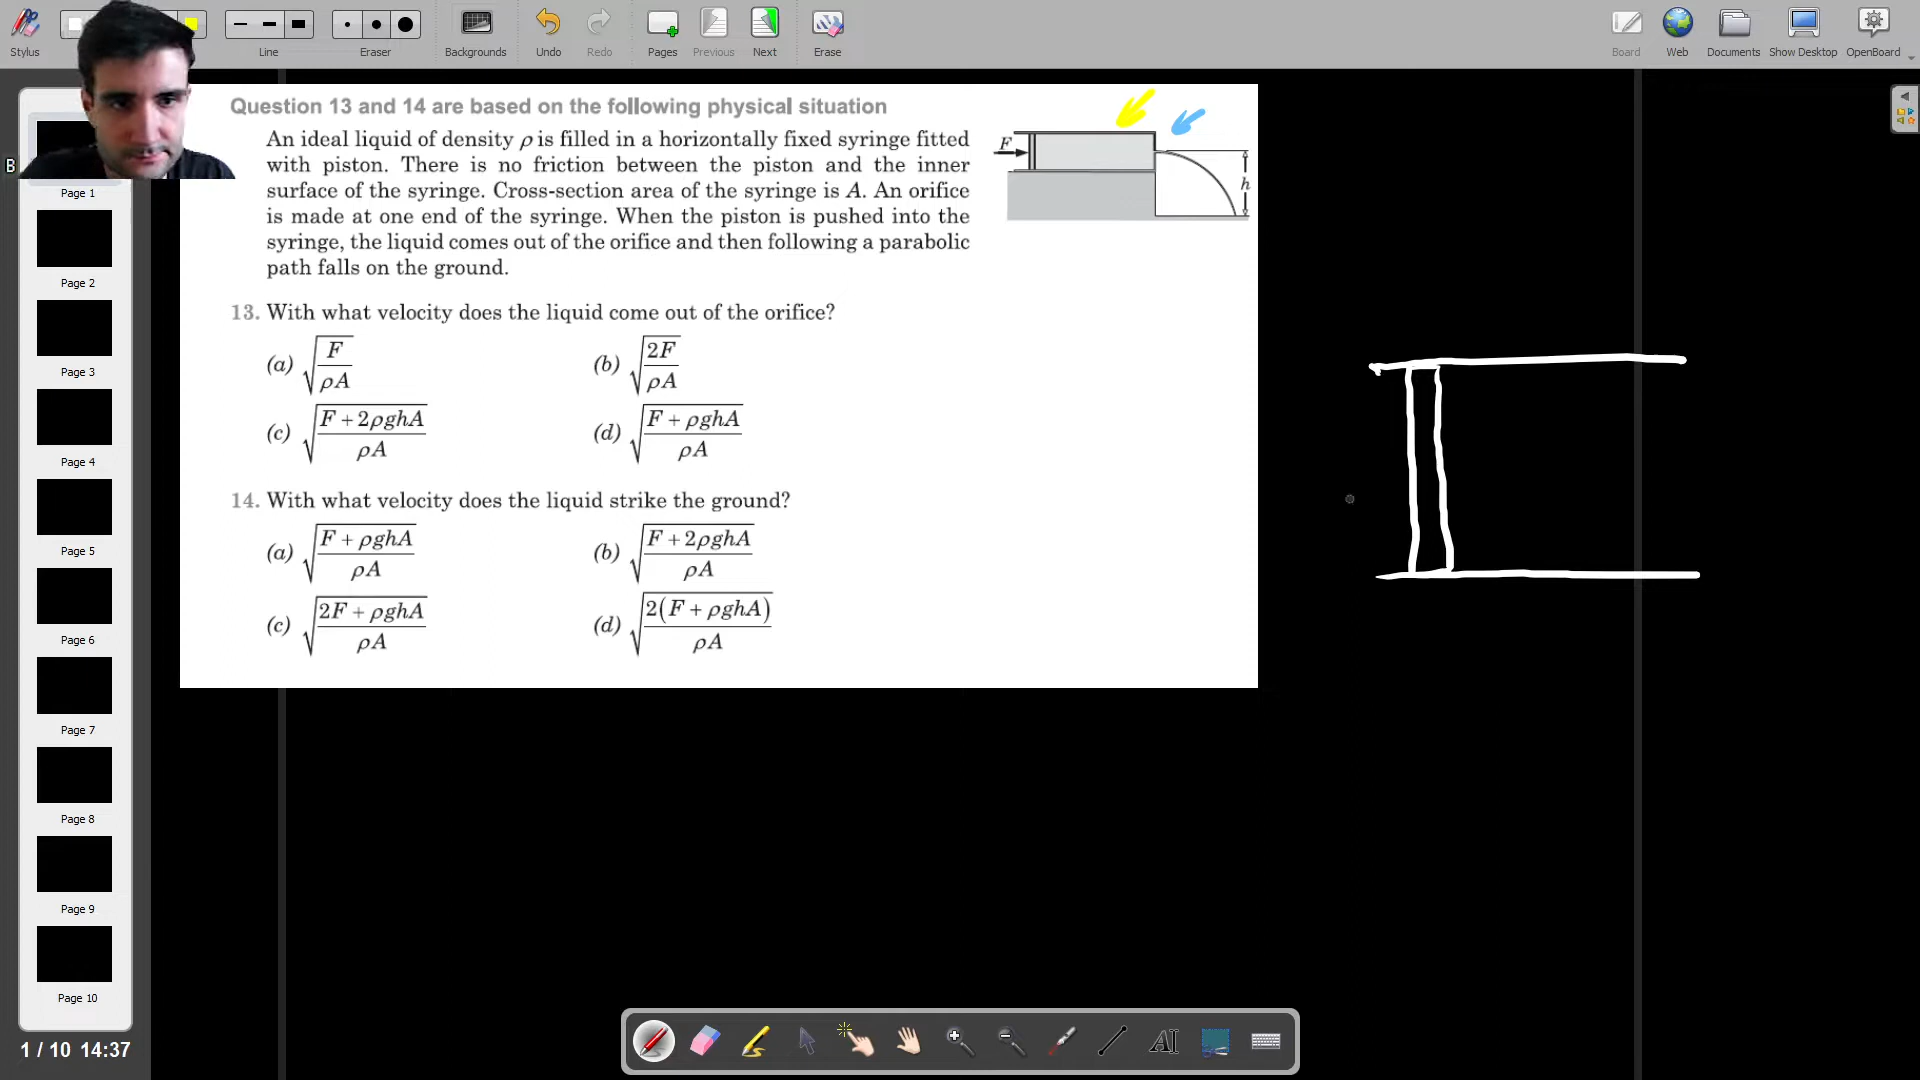 Stylus
Line
Eraser
Backgrounds
Undo
Redo
Pages
Previous
Next
Erase
Board
Web
Documents
Show Desktop
OpenBoard
B
Page 1
Page 2
Page 3
Page 4
Page 5
Page 6
Page 7
Page 8
Page 9
Page 10
1 / 10 14:37
Question 13 and 14 are based on the following physical situation
An ideal liquid of density ρ is filled in a horizontally fixed syringe fitted
with piston. There is no friction between the piston and the inner
surface of the syringe. Cross-section area of the syringe is A. An orifice
is made at one end of the syringe. When the piston is pushed into the
syringe, the liquid comes out of the orifice and then following a parabolic
path falls on the ground.
F
h
13. With what velocity does the liquid come out of the orifice?
(a) √(F/ρA) (b) √(2F/ρA)
(c) √((F + 2ρghA)/ρA) (d) √((F + ρghA)/ρA)
14. With what velocity does the liquid strike the ground?
(a) √((F + ρghA)/ρA) (b) √((F + 2ρghA)/ρA)
(c) √((2F + ρghA)/ρA) (d) √(2(F + ρghA)/ρA)
AI